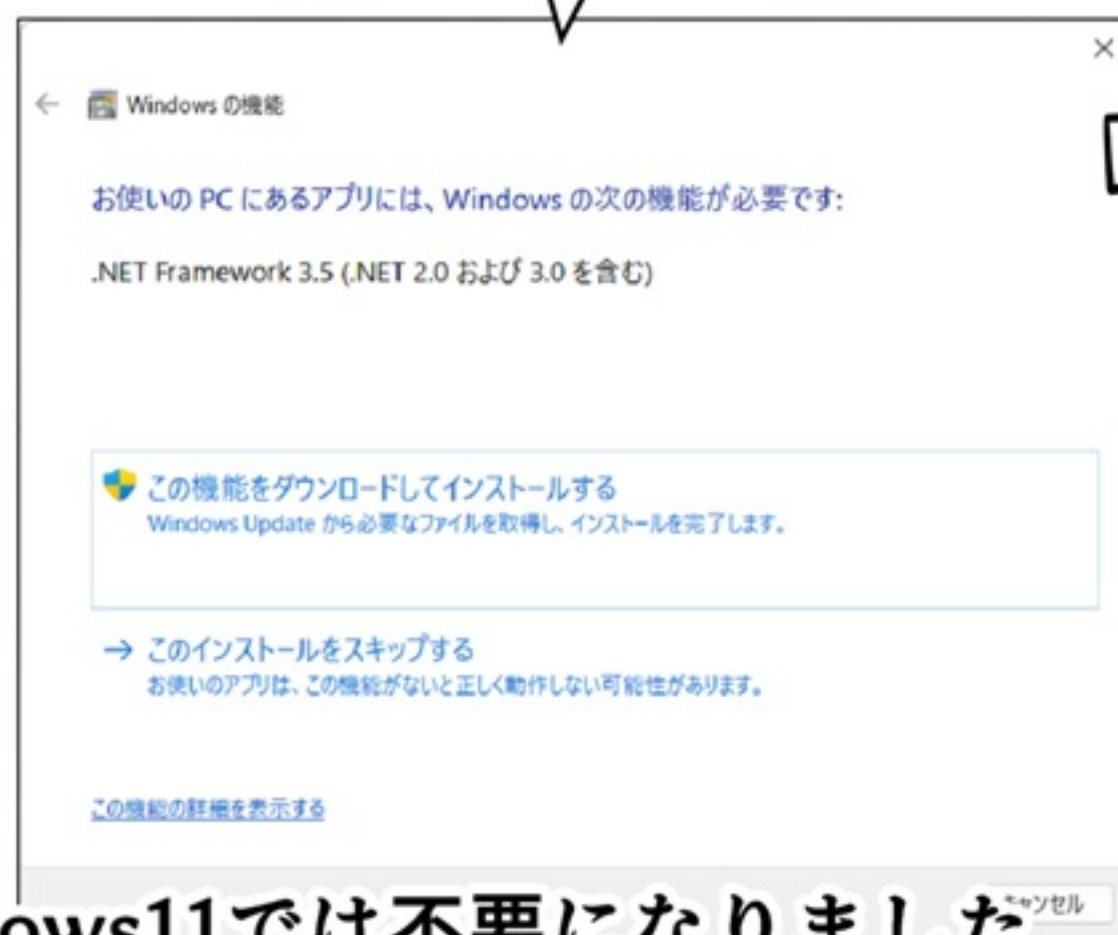 Windows の機能
お使いの PC にあるアプリには、Windows の次の機能が必要です:
.NET Framework 3.5 (.NET 2.0 および 3.0 を含む)
この機能をダウンロードしてインストールする
Windows Update から必要なファイルを取得し、インストールを完了します。
このインストールをスキップする
お使いのアプリは、この機能がないと正しく動作しない可能性があります。
この機能の詳細を表示する
キャンセル
ows11では不要になりました